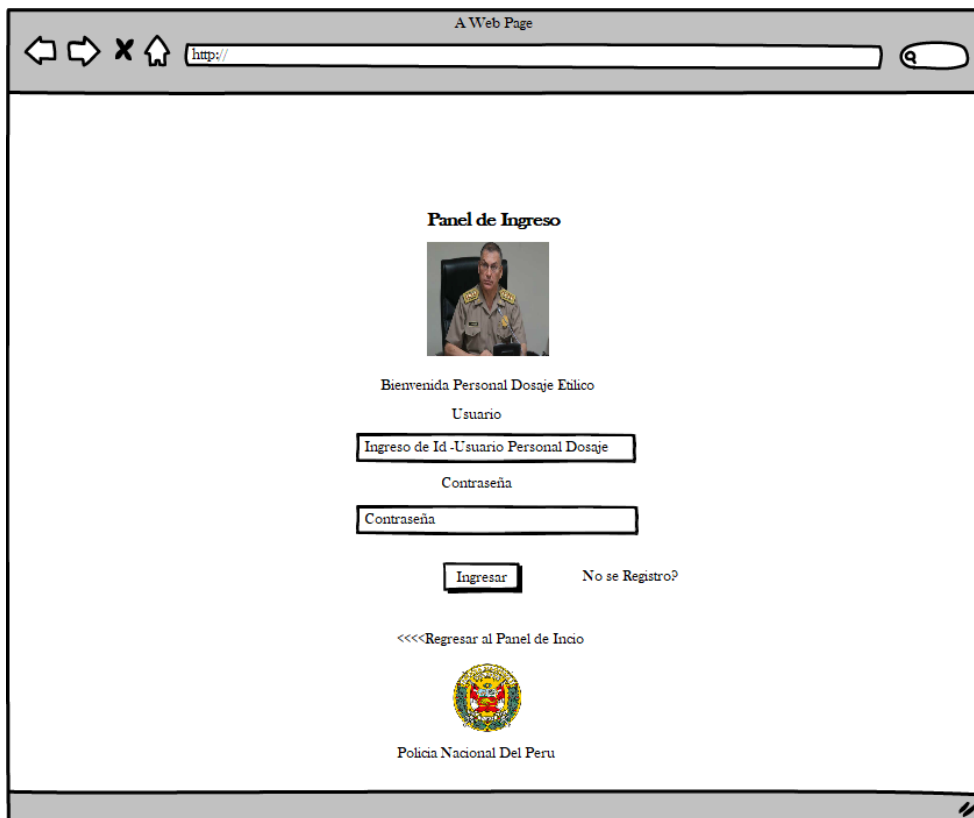 A Web Page
http://
Panel de Ingreso
Bienvenida Personal Dosaje Etilico
Usuario
Ingreso de Id -Usuario Personal Dosaje
Contraseña
Contraseña
Ingresar No se Registro?
<<<<Regresar al Panel de Incio
Policia Nacional Del Peru